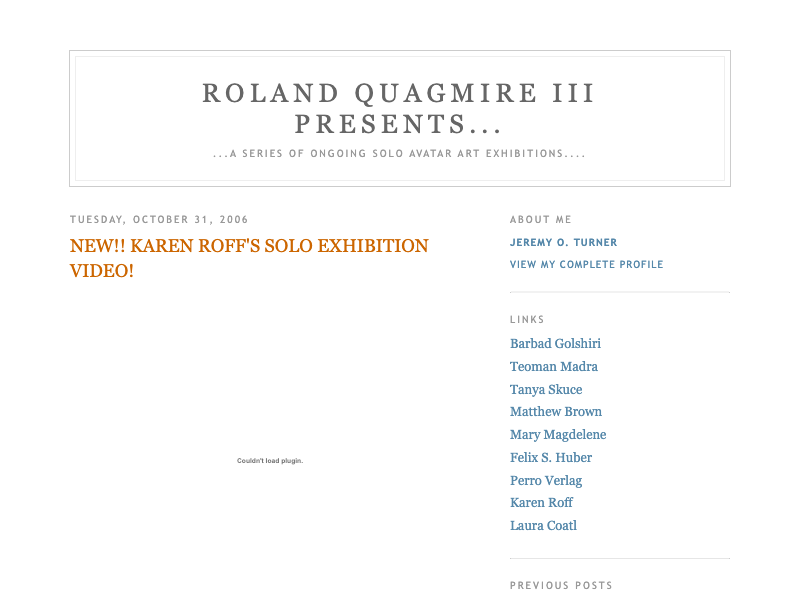 ROLAND QUAGMIRE III
PRESENTS...
...A SERIES OF ONGOING SOLO AVATAR ART EXHIBITIONS....
TUESDAY, OCTOBER 31, 2006
NEW!! KAREN ROFF'S SOLO EXHIBITION
VIDEO!
Couldn't load plugin.
ABOUT ME
JEREMY O. TURNER
VIEW MY COMPLETE PROFILE
LINKS
Barbad Golshiri
Teoman Madra
Tanya Skuce
Matthew Brown
Mary Magdelene
Felix S. Huber
Perro Verlag
Karen Roff
Laura Coatl
PREVIOUS POSTS